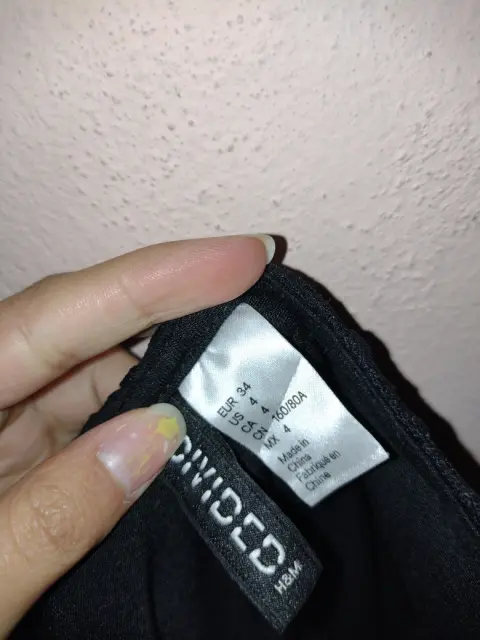 EUR 34
US 4
CA 4
CN 160/80A
MX 4
Made in
China
Fabriqué en
Chine
DIVIDED
H&M